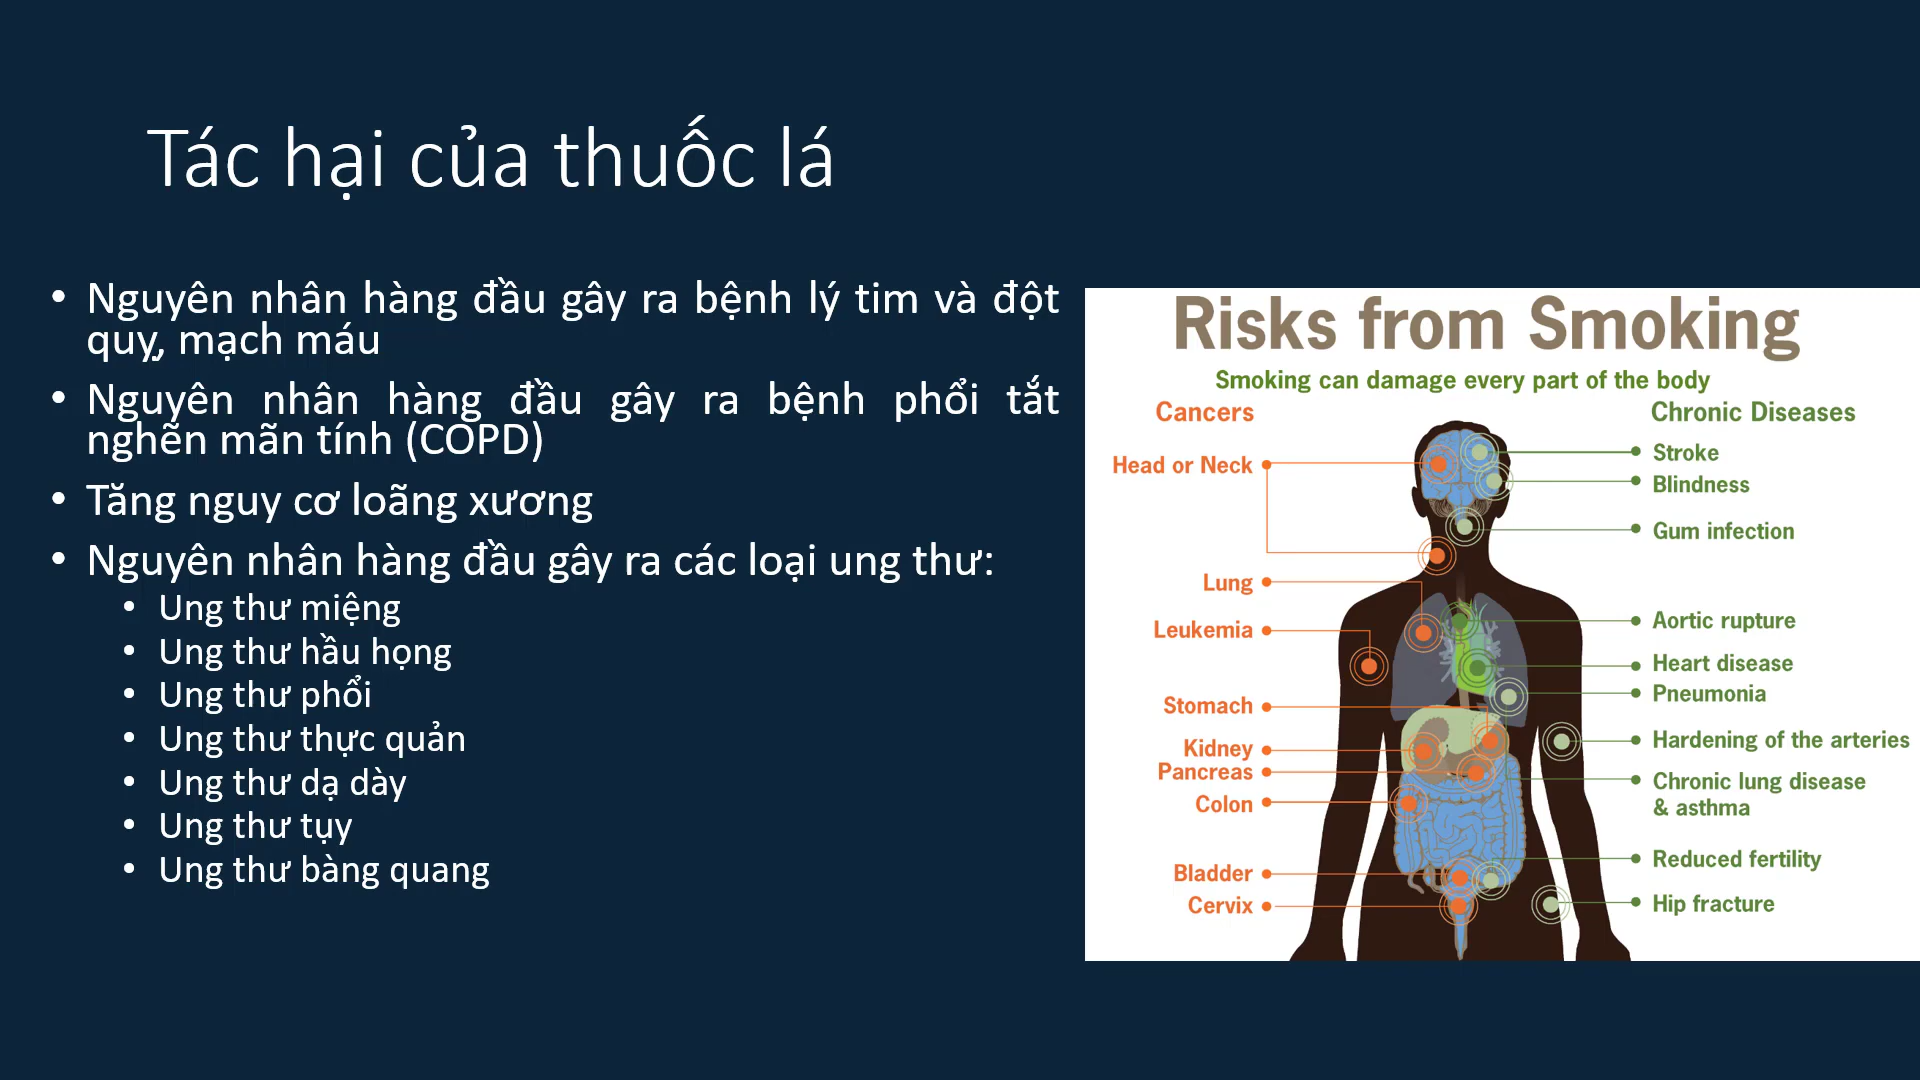 Tác hại của thuốc lá
• Nguyên nhân hàng đầu gây ra bệnh lý tim và đột
quỵ, mạch máu
• Nguyên nhân hàng đầu gây ra bệnh phổi tắt
nghẽn mãn tính (COPD)
• Tăng nguy cơ loãng xương
• Nguyên nhân hàng đầu gây ra các loại ung thư:
• Ung thư miệng
• Ung thư hầu họng
• Ung thư phổi
• Ung thư thực quản
• Ung thư dạ dày
• Ung thư tụy
• Ung thư bàng quang
Risks from Smoking
Smoking can damage every part of the body
Cancers
Head or Neck
Lung
Leukemia
Stomach
Kidney
Pancreas
Colon
Bladder
Cervix
Chronic Diseases
Stroke
Blindness
Gum infection
Aortic rupture
Heart disease
Pneumonia
Hardening of the arteries
Chronic lung disease
& asthma
Reduced fertility
Hip fracture